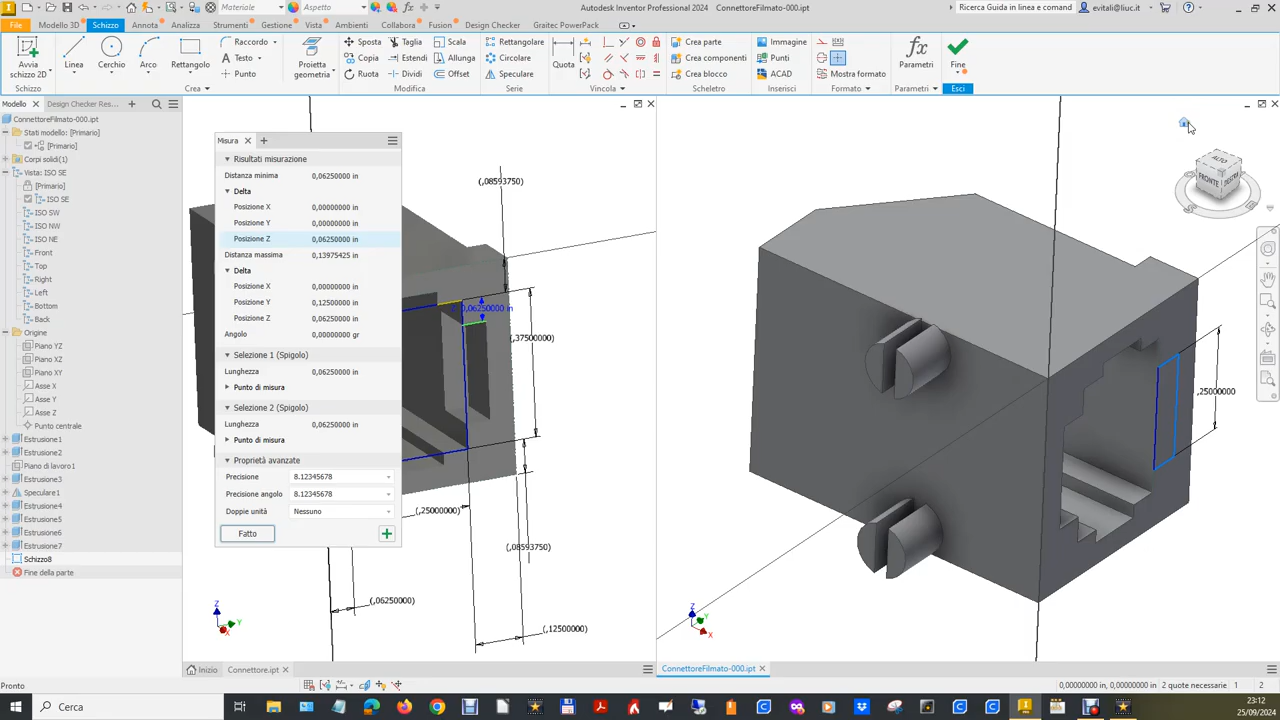 Misura
Aspetto
Autodesk Inventor Professional 2024
ConnettoreFilmato-000.ipt
Ricerca Guida in linea e comandi
evitali@liuc.it
File
Modello 3D
Schizzo
Annota
Analizza
Strumenti
Gestione
Vista
Ambienti
Collabora
Fusion
Design Checker
Graitec PowerPack
Avvia
schizzo 2D
Linea
Cerchio
Arco
Rettangolo
Raccordo
Testo
Punto
Proietta
geometria
Sposta
Copia
Ruota
Taglia
Estendi
Dividi
Scala
Allunga
Offset
Rettangolare
Circolare
Speculare
Quota
Crea parte
Crea componenti
Crea blocco
Immagine
Punti
ACAD
Mostra formato
Parametri
Fine
Schizzo
Crea
Modifica
Serie
Vincola
Scheletro
Inserisci
Formato
Parametri
Esci
Modello
Design Checker Res...
ConnettoreFilmato-000.ipt
Stati modello: [Primario]
[Primario]
Corpi solidi(1)
Vista: ISO SE
[Primario]
ISO SE
ISO SW
ISO NW
ISO NE
Front
Top
Right
Left
Bottom
Back
Origine
Piano YZ
Piano XZ
Piano XY
Asse X
Asse Y
Asse Z
Punto centrale
Estrusione1
Estrusione2
Piano di lavoro1
Estrusione3
Speculare1
Estrusione4
Estrusione5
Estrusione6
Estrusione7
Schizzo8
Fine della parte
Misura
Risultati misurazione
Distanza minima 0,06250000 in
Delta
Posizione X 0,00000000 in
Posizione Y 0,00000000 in
Posizione Z 0,06250000 in
Distanza massima 0,13975425 in
Delta
Posizione X 0,00000000 in
Posizione Y 0,12500000 in
Posizione Z 0,06250000 in
Angolo 0,00000000 gr
Selezione 1 (Spigolo)
Lunghezza 0,06250000 in
Punto di misura
Selezione 2 (Spigolo)
Lunghezza 0,06250000 in
Punto di misura
Proprietà avanzate
Precisione 8.12345678
Precisione angolo 8.12345678
Doppie unità Nessuno
Fatto
(,08593750)
0,06250000 in
(,37500000)
(,25000000)
(,08593750)
(,06250000)
(,12500000)
Z
Y
X
ALTO
FRONTE
DESTRA
,25000000)
Z
Y
X
Inizio
Connettore.ipt
ConnettoreFilmato-000.ipt
Pronto
0,00000000 in, 0,00000000 in
2 quote necessarie
1
2
Cerca
23:12
25/09/2024